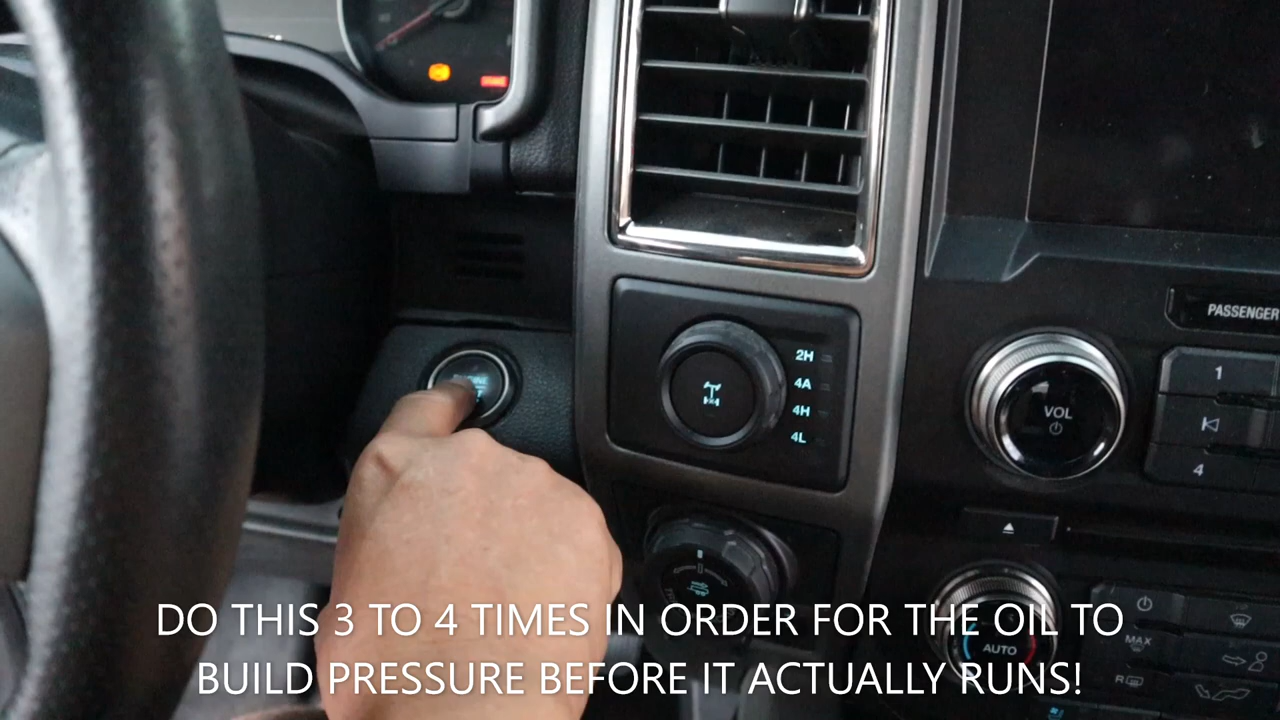 2H
4A
4H
4L
PASSENGER
VOL
1
4
AUTO
MAX
R
DO THIS 3 TO 4 TIMES IN ORDER FOR THE OIL TO
BUILD PRESSURE BEFORE IT ACTUALLY RUNS!